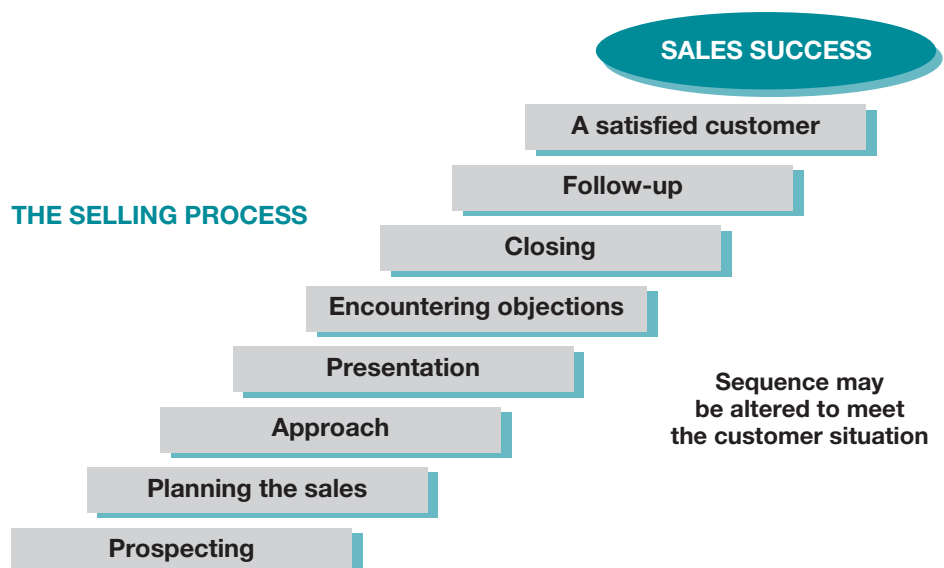 SALES SUCCESS
A satisfied customer
Follow-up
THE SELLING PROCESS
Closing
Encountering objections
Presentation
Sequence may
be altered to meet
the customer situation
Approach
Planning the sales
Prospecting